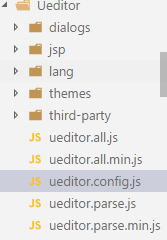 Ueditor
dialogs
jsp
lang
themes
third-party
JS ueditor.all.js
JS ueditor.all.min.js
JS ueditor.config.js
JS ueditor.parse.js
JS ueditor.parse.min.js